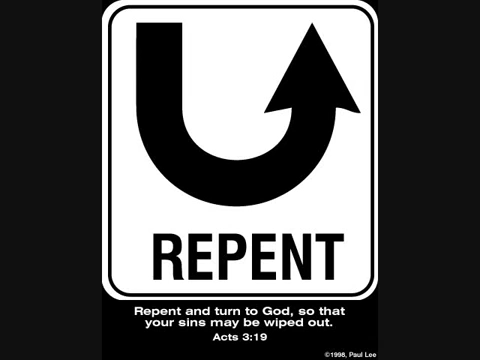 REPENT
Repent and turn to God, so that
your sins may be wiped out.
Acts 3:19
©1998, Paul Lee